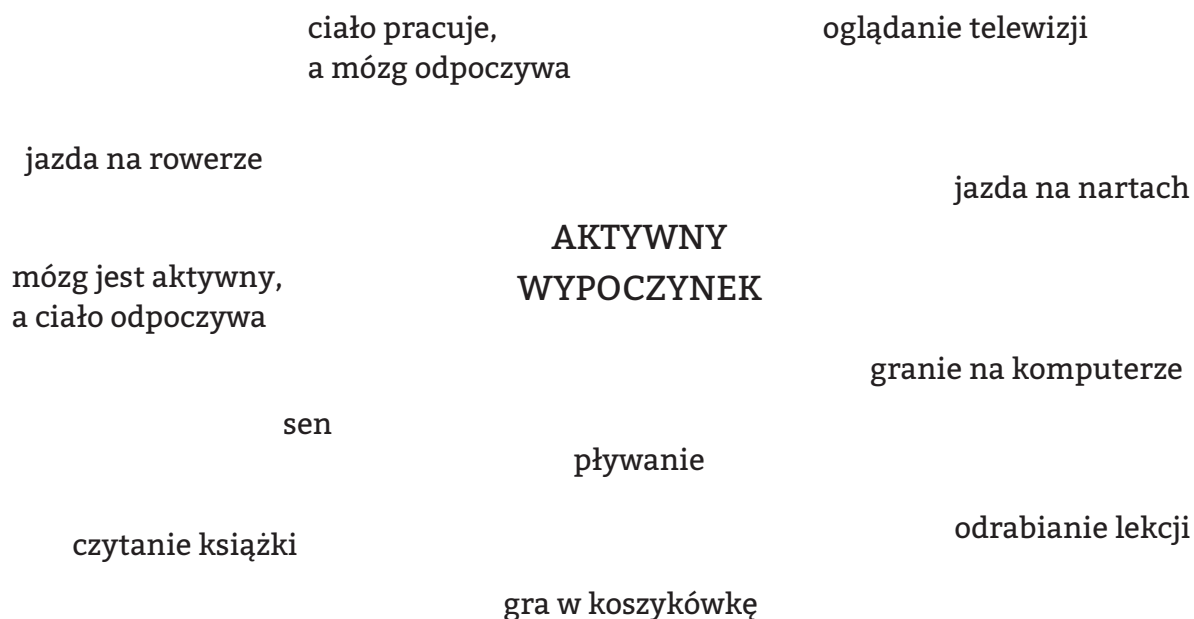 ciało pracuje,
a mózg odpoczywa
oglądanie telewizji
jazda na rowerze
jazda na nartach
AKTYWNY
WYPOCZYNEK
mózg jest aktywny,
a ciało odpoczywa
granie na komputerze
sen
pływanie
odrabianie lekcji
czytanie książki
gra w koszykówkę